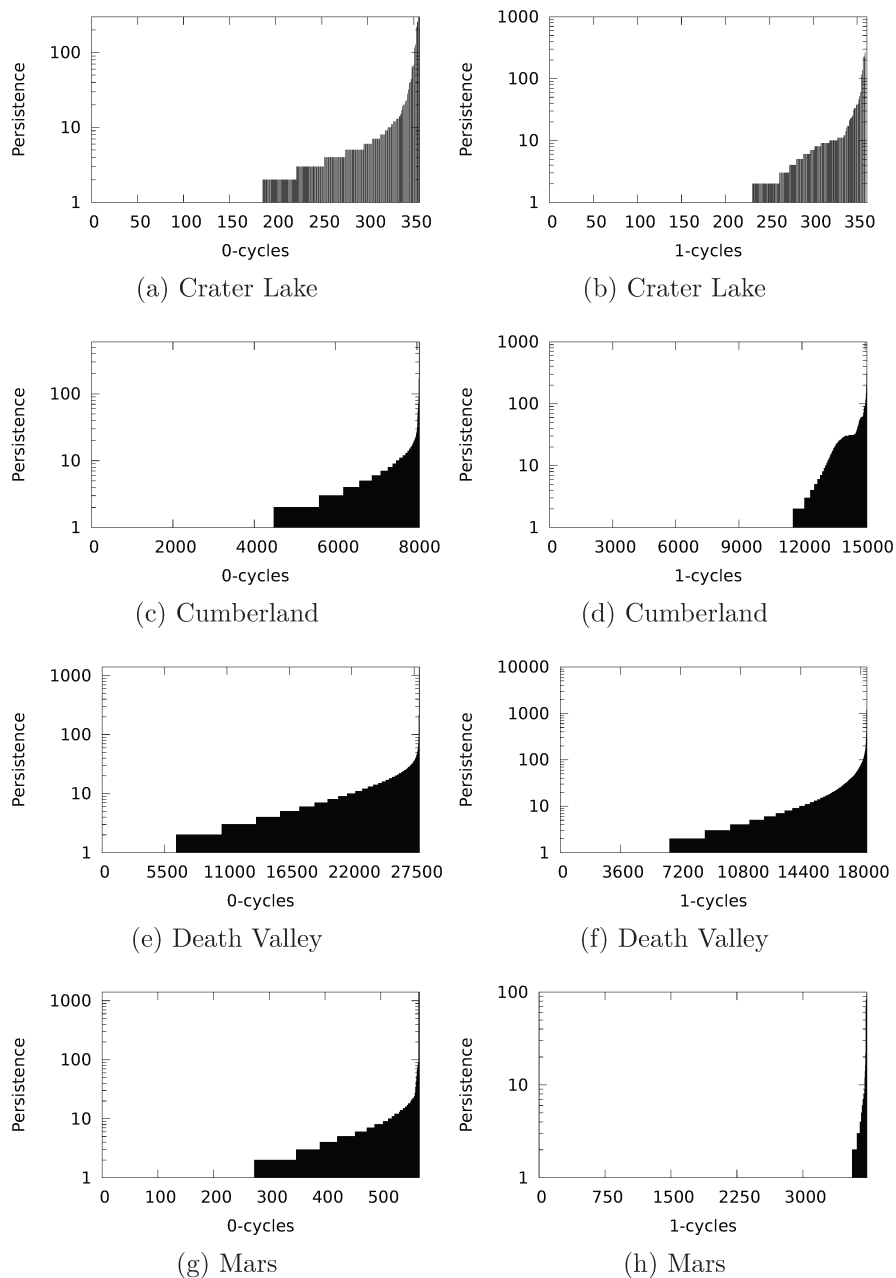 Persistence
100
10
1
0 50 100 150 200 250 300 350
0-cycles
(a) Crater Lake
Persistence
1000
100
10
1
0 50 100 150 200 250 300 350
1-cycles
(b) Crater Lake
Persistence
100
10
1
0 2000 4000 6000 8000
0-cycles
(c) Cumberland
Persistence
1000
100
10
1
0 3000 6000 9000 12000 15000
1-cycles
(d) Cumberland
Persistence
1000
100
10
1
0 5500 11000 16500 22000 27500
0-cycles
(e) Death Valley
Persistence
10000
1000
100
10
1
0 3600 7200 10800 14400 18000
1-cycles
(f) Death Valley
Persistence
1000
100
10
1
0 100 200 300 400 500
0-cycles
(g) Mars
Persistence
100
10
1
0 750 1500 2250 3000
1-cycles
(h) Mars